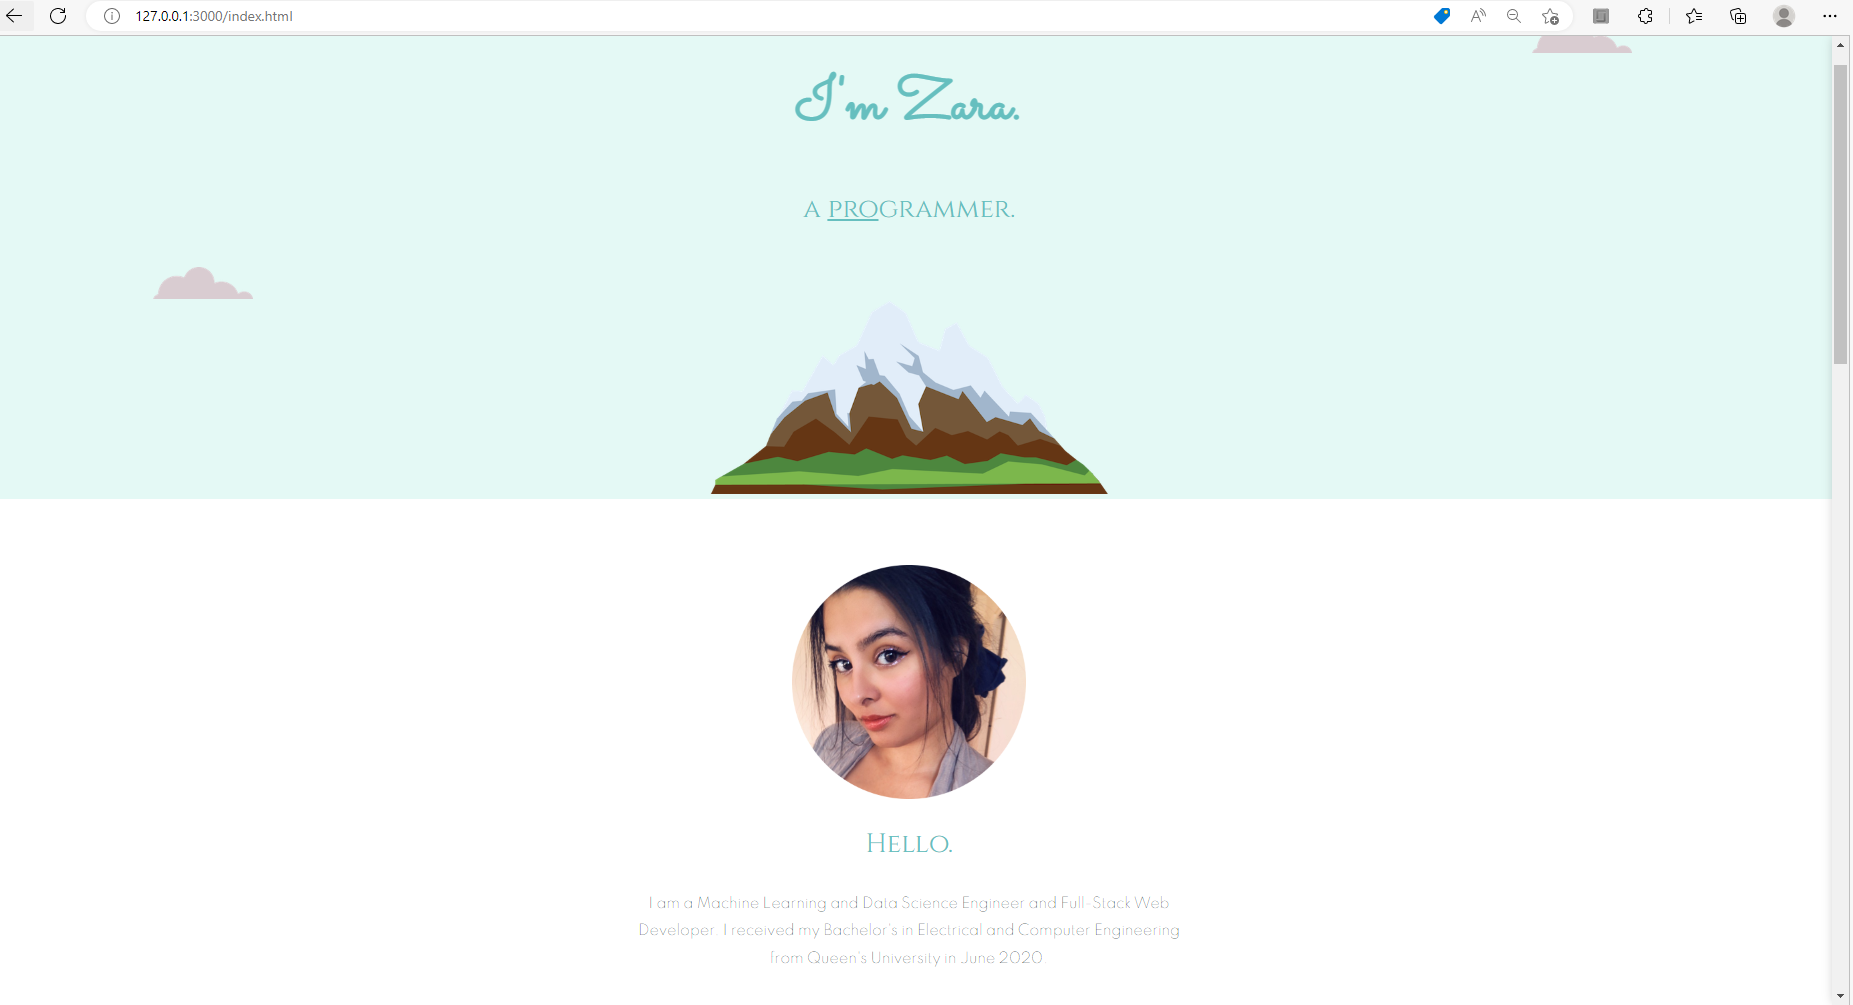 127.0.0.1:3000/index.html
I'm Zara.
A PROGRAMMER.
HELLO.
I am a Machine Learning and Data Science Engineer and Full-Stack Web
Developer. I received my Bachelor's in Electrical and Computer Engineering
from Queen's University in June 2020